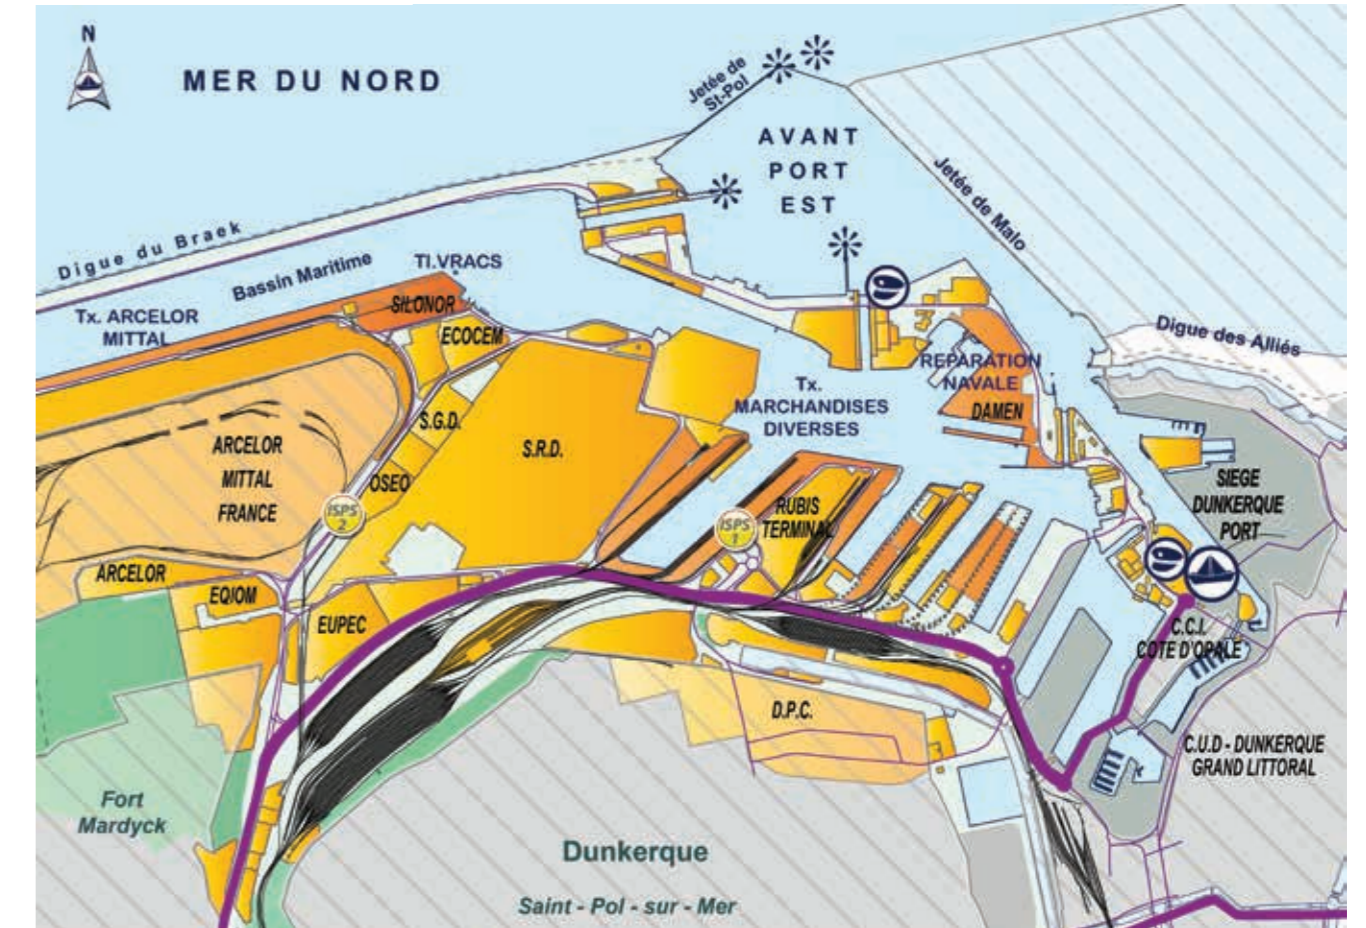 N
MER DU NORD
Jetée de
St-Pol
AVANT
PORT
EST
Jetée de Malo
Digue du Braek
Bassin Maritime
TI.VRACS
Tx. ARCELOR
MITTAL
SILONOR
ECOCEM
Digue des Alliés
REPARATION
NAVALE
DAMEN
Tx.
MARCHANDISES
DIVERSES
S.G.D.
S.R.D.
ARCELOR
MITTAL
FRANCE
OSEO
ISPS
2
ISPS
1
RUBIS
TERMINAL
SIEGE
DUNKERQUE
PORT
ARCELOR
EQIOM
EUPEC
C.C.I.
COTE D'OPALE
D.P.C.
C.U.D - DUNKERQUE
GRAND LITTORAL
Fort
Mardyck
Dunkerque
Saint - Pol - sur - Mer